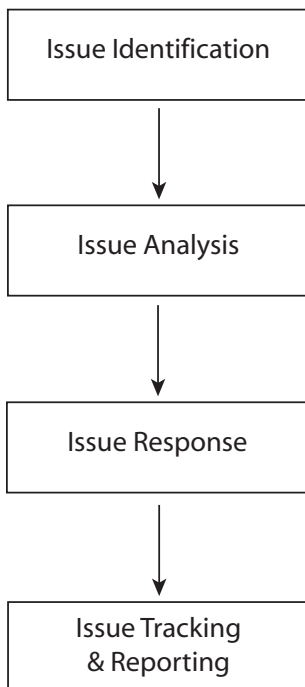 Issue Identification
Issue Analysis
Issue Response
Issue Tracking
& Reporting